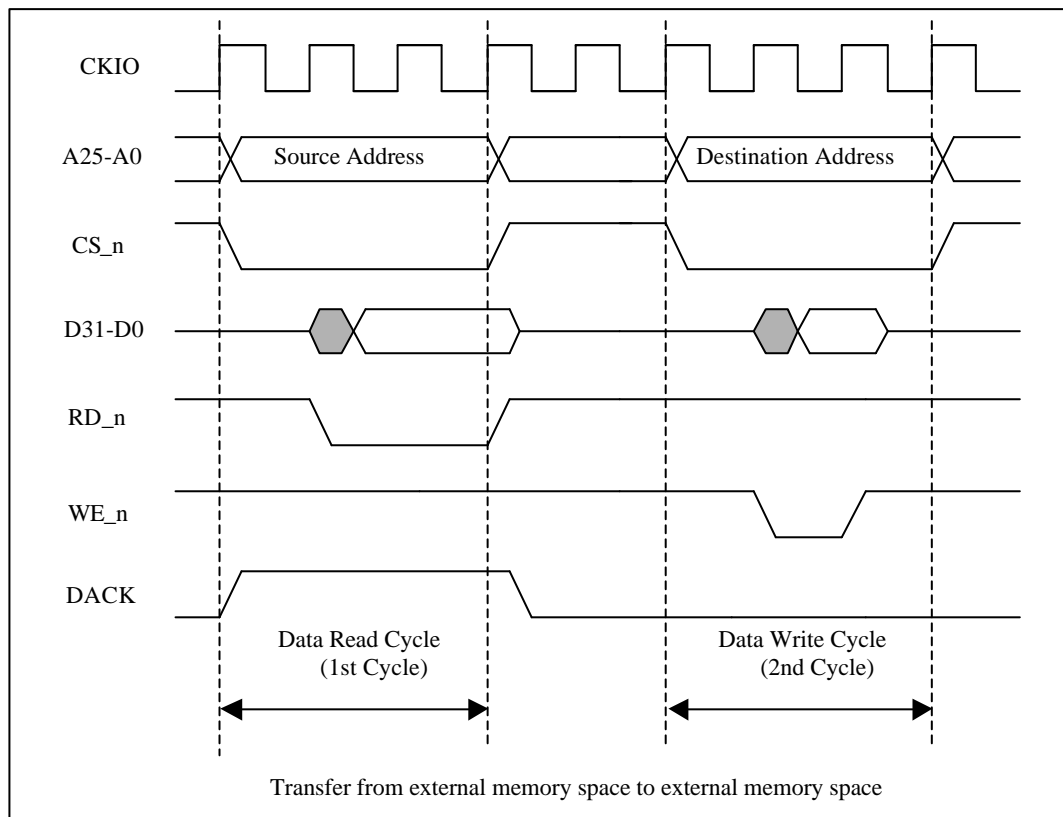 CKIO
A25-A0
Source Address
Destination Address
CS_n
D31-D0
RD_n
WE_n
DACK
Data Read Cycle
(1st Cycle)
Data Write Cycle
(2nd Cycle)
Transfer from external memory space to external memory space